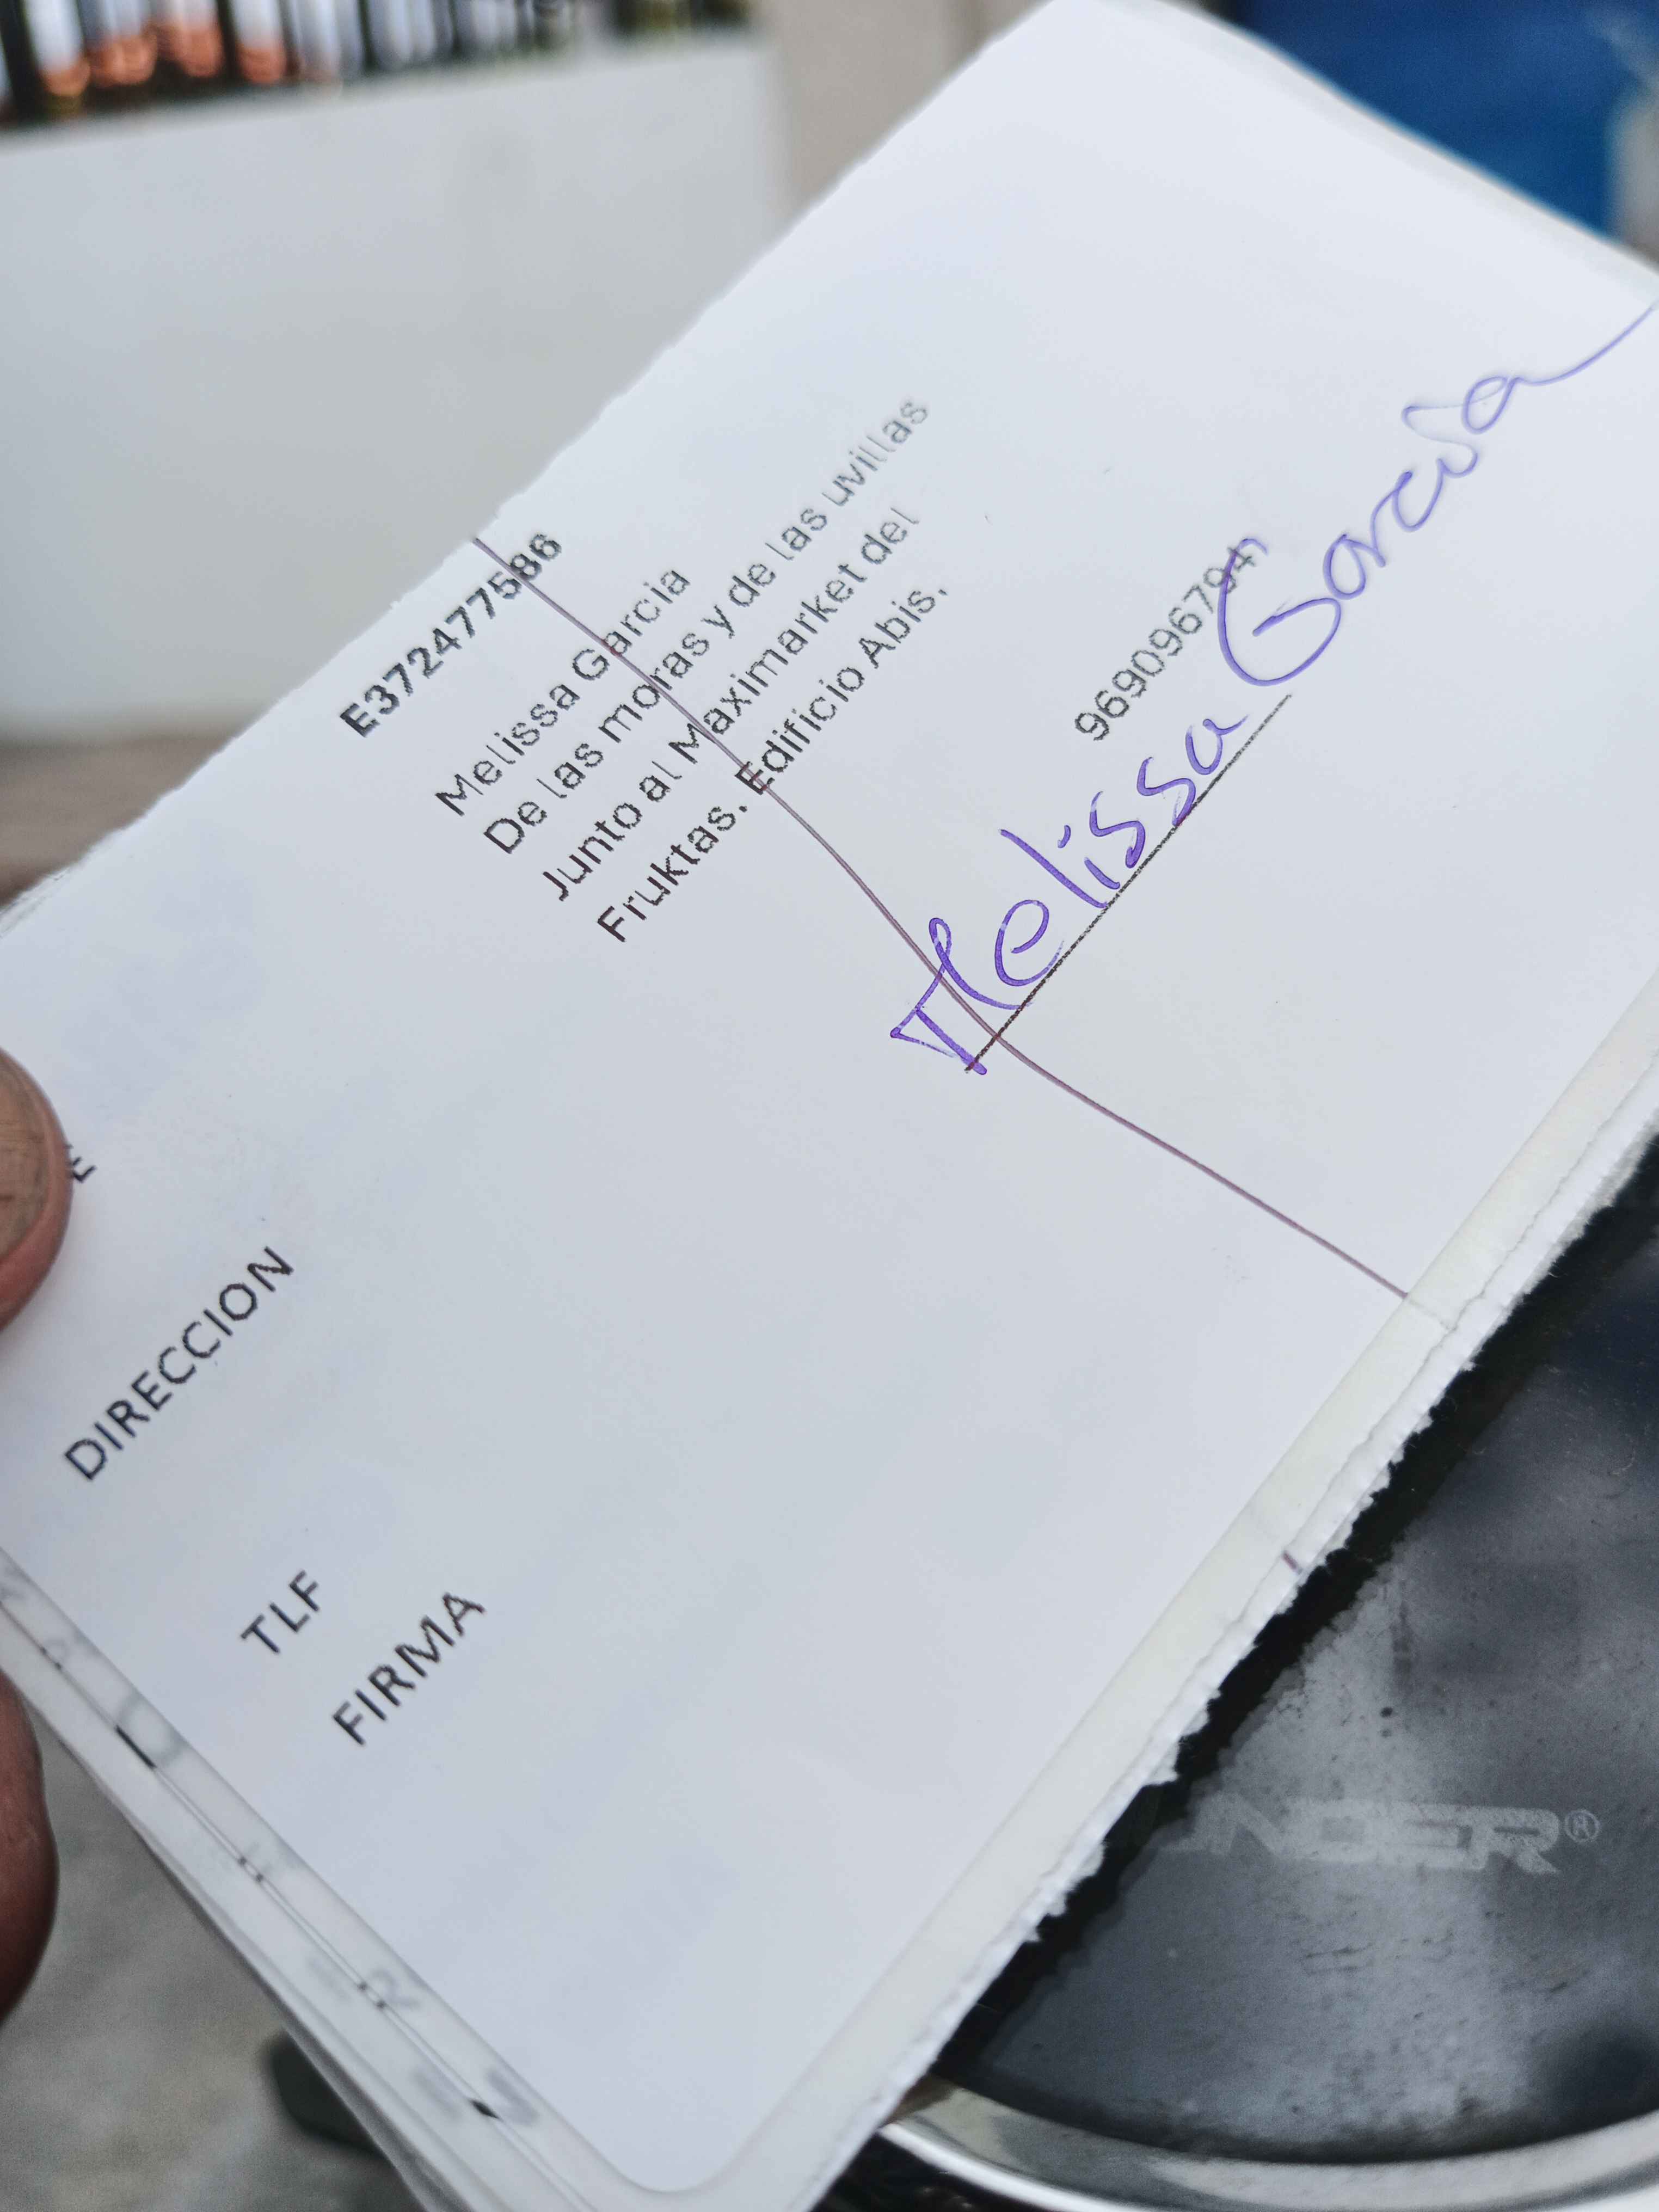 E372477586
Melissa Garcia
De las moras y de las uvillas
Junto al Maximarket del
Fruktas. Edificio Abis.
DIRECCION
TLF
FIRMA
Melissa Garcia